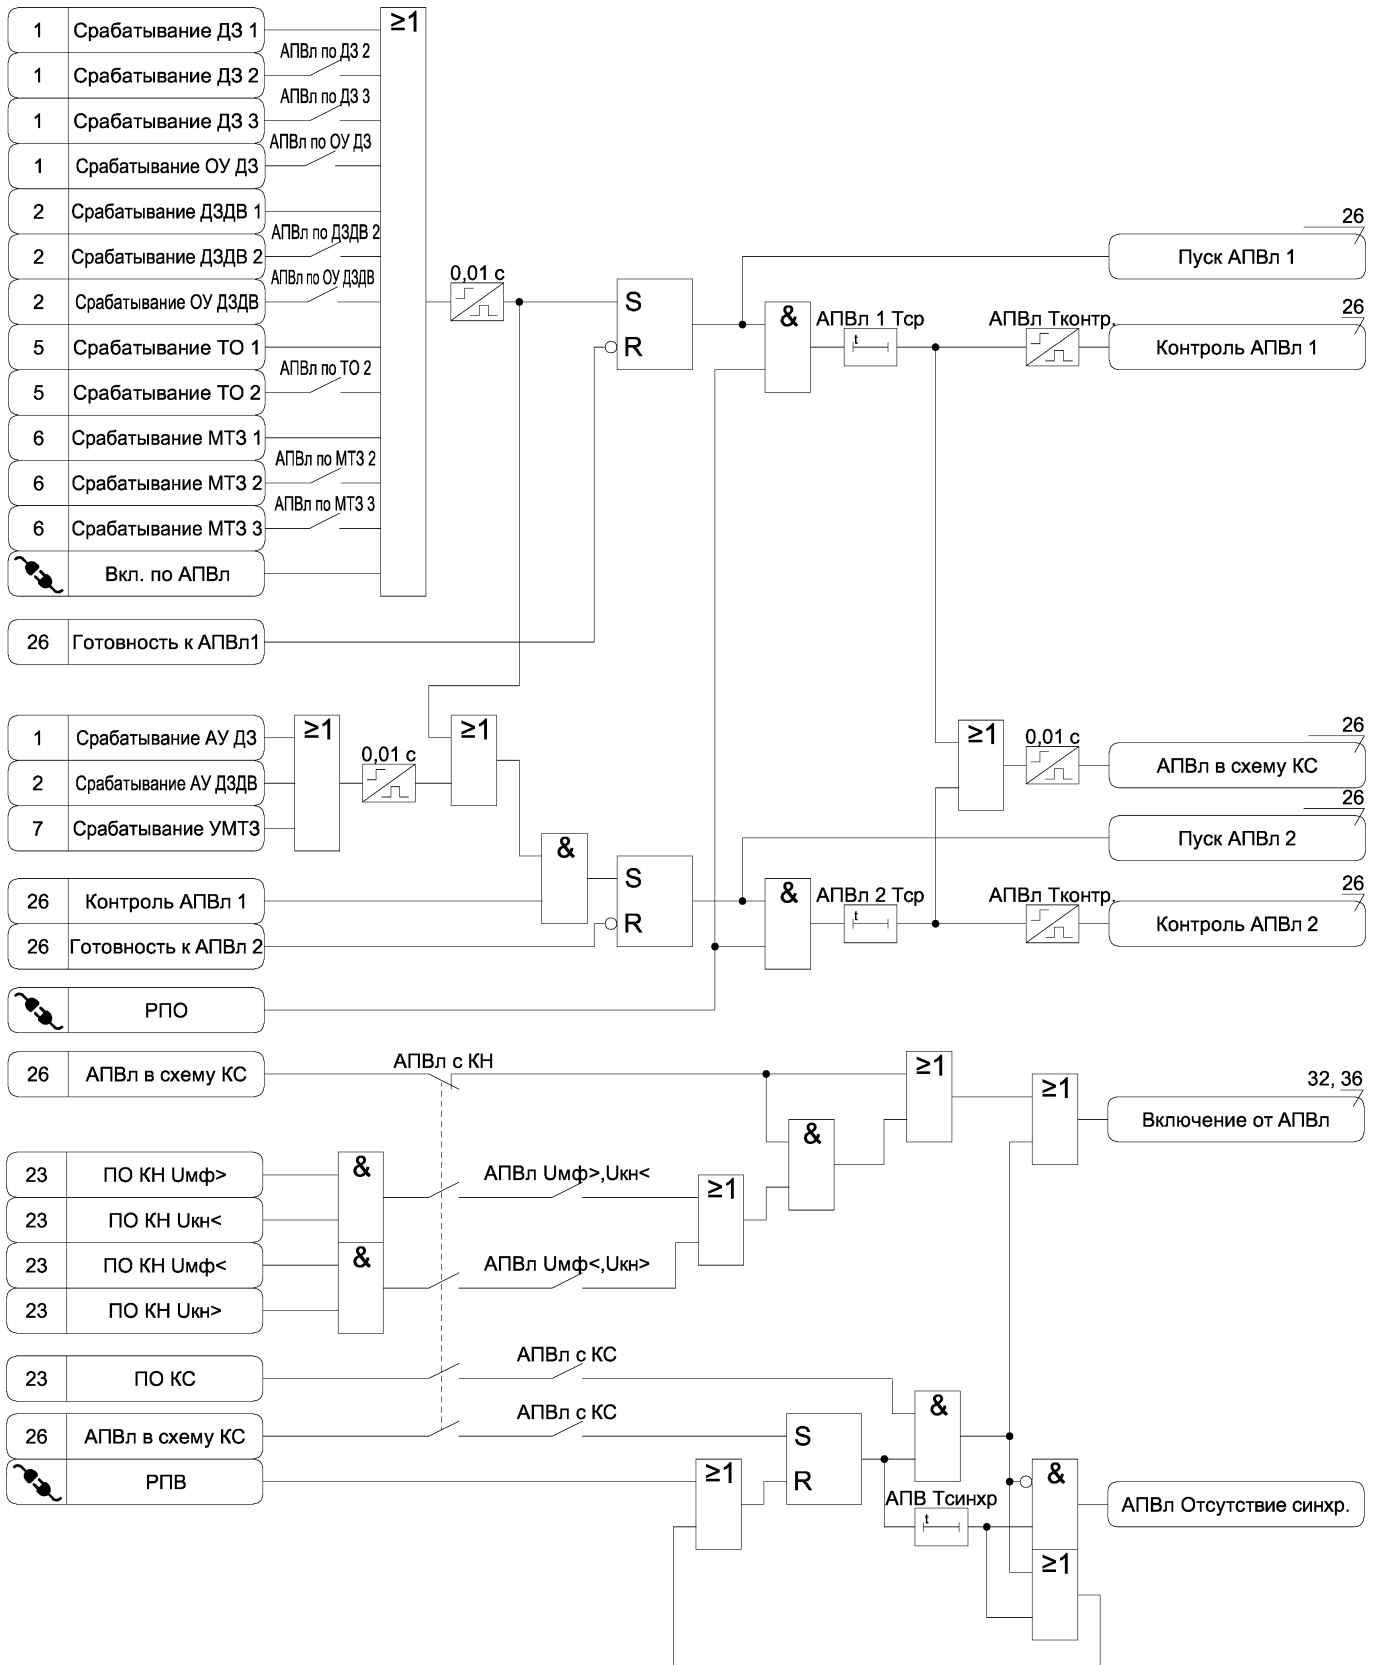 1 Срабатывание ДЗ 1
≥1
АПВл по ДЗ 2
1 Срабатывание ДЗ 2
АПВл по ДЗ 3
1 Срабатывание ДЗ 3
АПВл по ОУ ДЗ
1 Срабатывание ОУ ДЗ
2 Срабатывание ДЗДВ 1
АПВл по ДЗДВ 2
2 Срабатывание ДЗДВ 2
АПВл по ОУ ДЗДВ
2 Срабатывание ОУ ДЗДВ
5 Срабатывание ТО 1
АПВл по ТО 2
5 Срабатывание ТО 2
6 Срабатывание МТЗ 1
АПВл по МТЗ 2
6 Срабатывание МТЗ 2
АПВл по МТЗ 3
6 Срабатывание МТЗ 3
Вкл. по АПВл
26 Готовность к АПВл1
0,01 с
S
R
&
АПВл 1 Тср
t
АПВл Тконтр.
26
Пуск АПВл 1
26
Контроль АПВл 1
1 Срабатывание АУ ДЗ
2 Срабатывание АУ ДЗДВ
7 Срабатывание УМТЗ
≥1
0,01 с
≥1
&
26 Контроль АПВл 1
26 Готовность к АПВл 2
S
R
&
АПВл 2 Тср
t
≥1
0,01 с
26
АПВл в схему КС
26
Пуск АПВл 2
АПВл Тконтр.
26
Контроль АПВл 2
РПО
26 АПВл в схему КС
АПВл с КН
≥1
≥1
32, 36
Включение от АПВл
&
23 ПО КН Uмф>
23 ПО КН Uкн<
&
АПВл Uмф>,Uкн<
≥1
23 ПО КН Uмф<
23 ПО КН Uкн>
&
АПВл Uмф<,Uкн>
23 ПО КС
АПВл с КС
&
26 АПВл в схему КС
АПВл с КС
S
R
РПВ
≥1
АПВ Тсинхр
t
&
АПВл Отсутствие синхр.
≥1